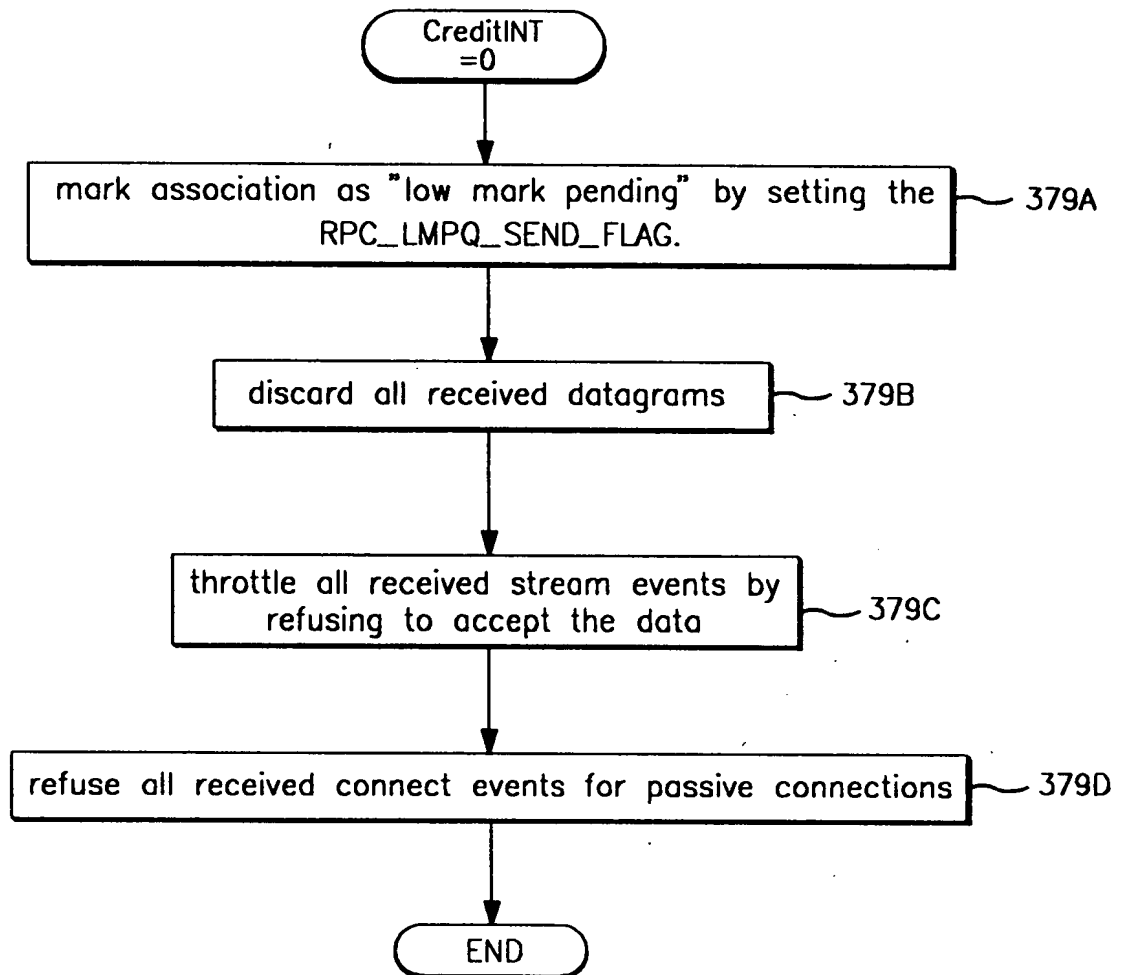 CreditINT
=0
mark association as "low mark pending" by setting the
RPC_LMPQ_SEND_FLAG.
379A
discard all received datagrams
379B
throttle all received stream events by
refusing to accept the data
379C
refuse all received connect events for passive connections
379D
END